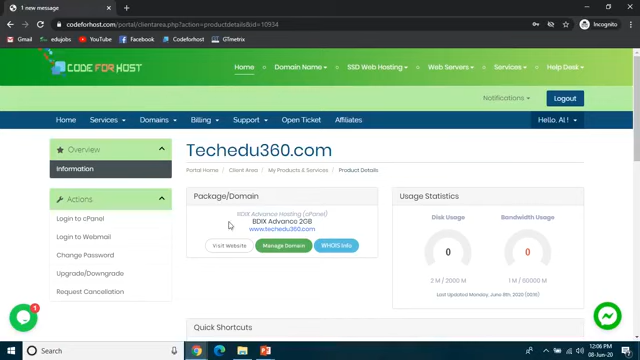 1 new message
codeforhost.com/portal/clientarea.php?action=productdetails&id=10934
Incognito
Gmail
edujobs
YouTube
Facebook
Codeforhost
GTmetrix
CODE FOR HOST
Home
Domain Name
SSD Web Hosting
Web Servers
Services
Help Desk
Notifications
Logout
Home
Services
Domains
Billing
Support
Open Ticket
Affiliates
Hello, Al !
Overview
Information
Actions
Login to cPanel
Login to Webmail
Change Password
Upgrade/Downgrade
Request Cancellation
Techedu360.com
Portal Home
Client Area
My Products & Services
Product Details
Package/Domain
BDIX Advance Hosting (cPanel)
BDIX Advance 2GB
www.techedu360.com
Visit Website
Manage Domain
WHOIS Info
Usage Statistics
Disk Usage
Bandwidth Usage
0
0
2 M / 2000 M
1 M / 60000 M
Last Updated Monday, June 8th, 2020 (00:16)
Quick Shortcuts
1
Search
12:06 PM
08-Jun-20